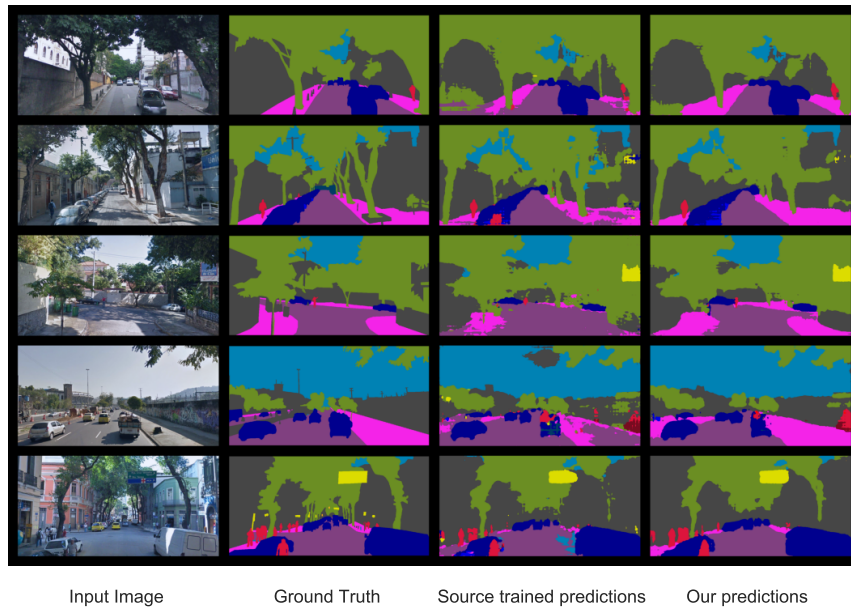 Input Image
Ground Truth
Source trained predictions
Our predictions